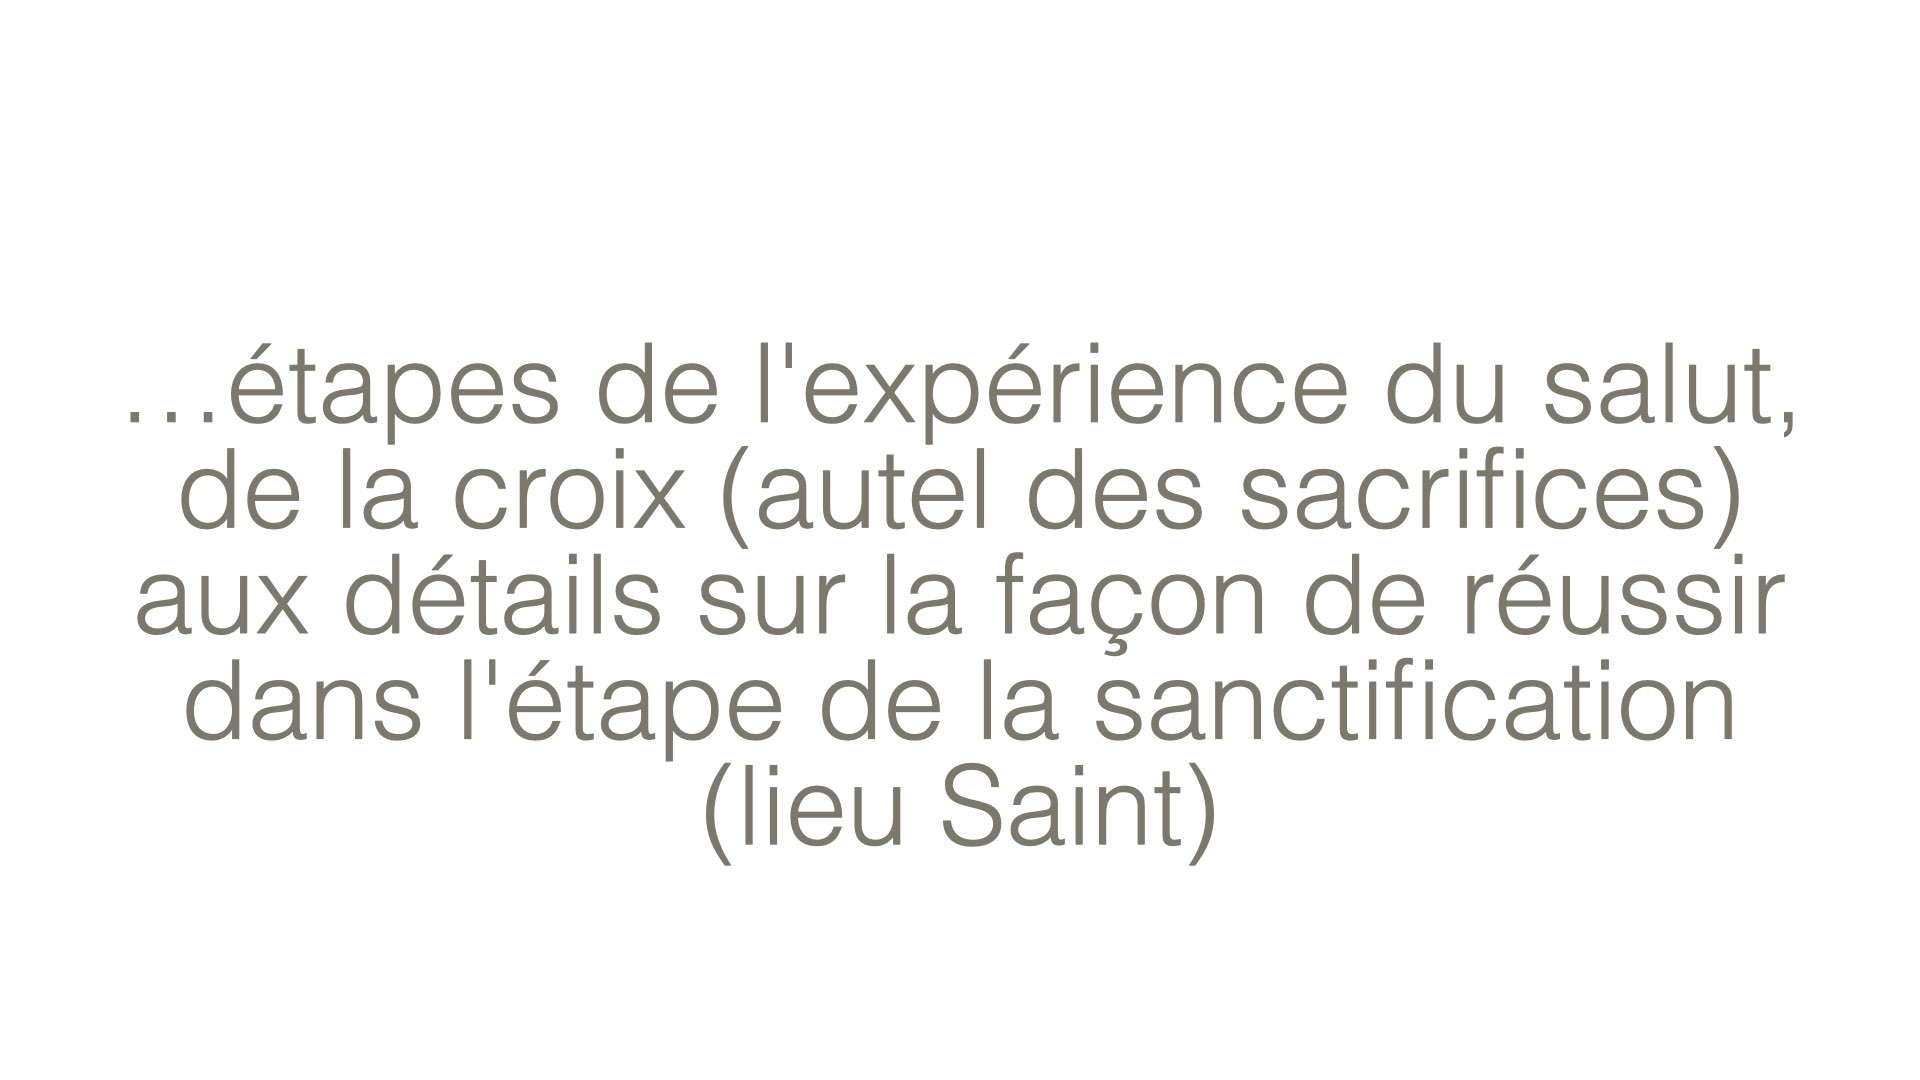 …étapes de l'expérience du salut,
de la croix (autel des sacrifices)
aux détails sur la façon de réussir
dans l'étape de la sanctification
(lieu Saint)